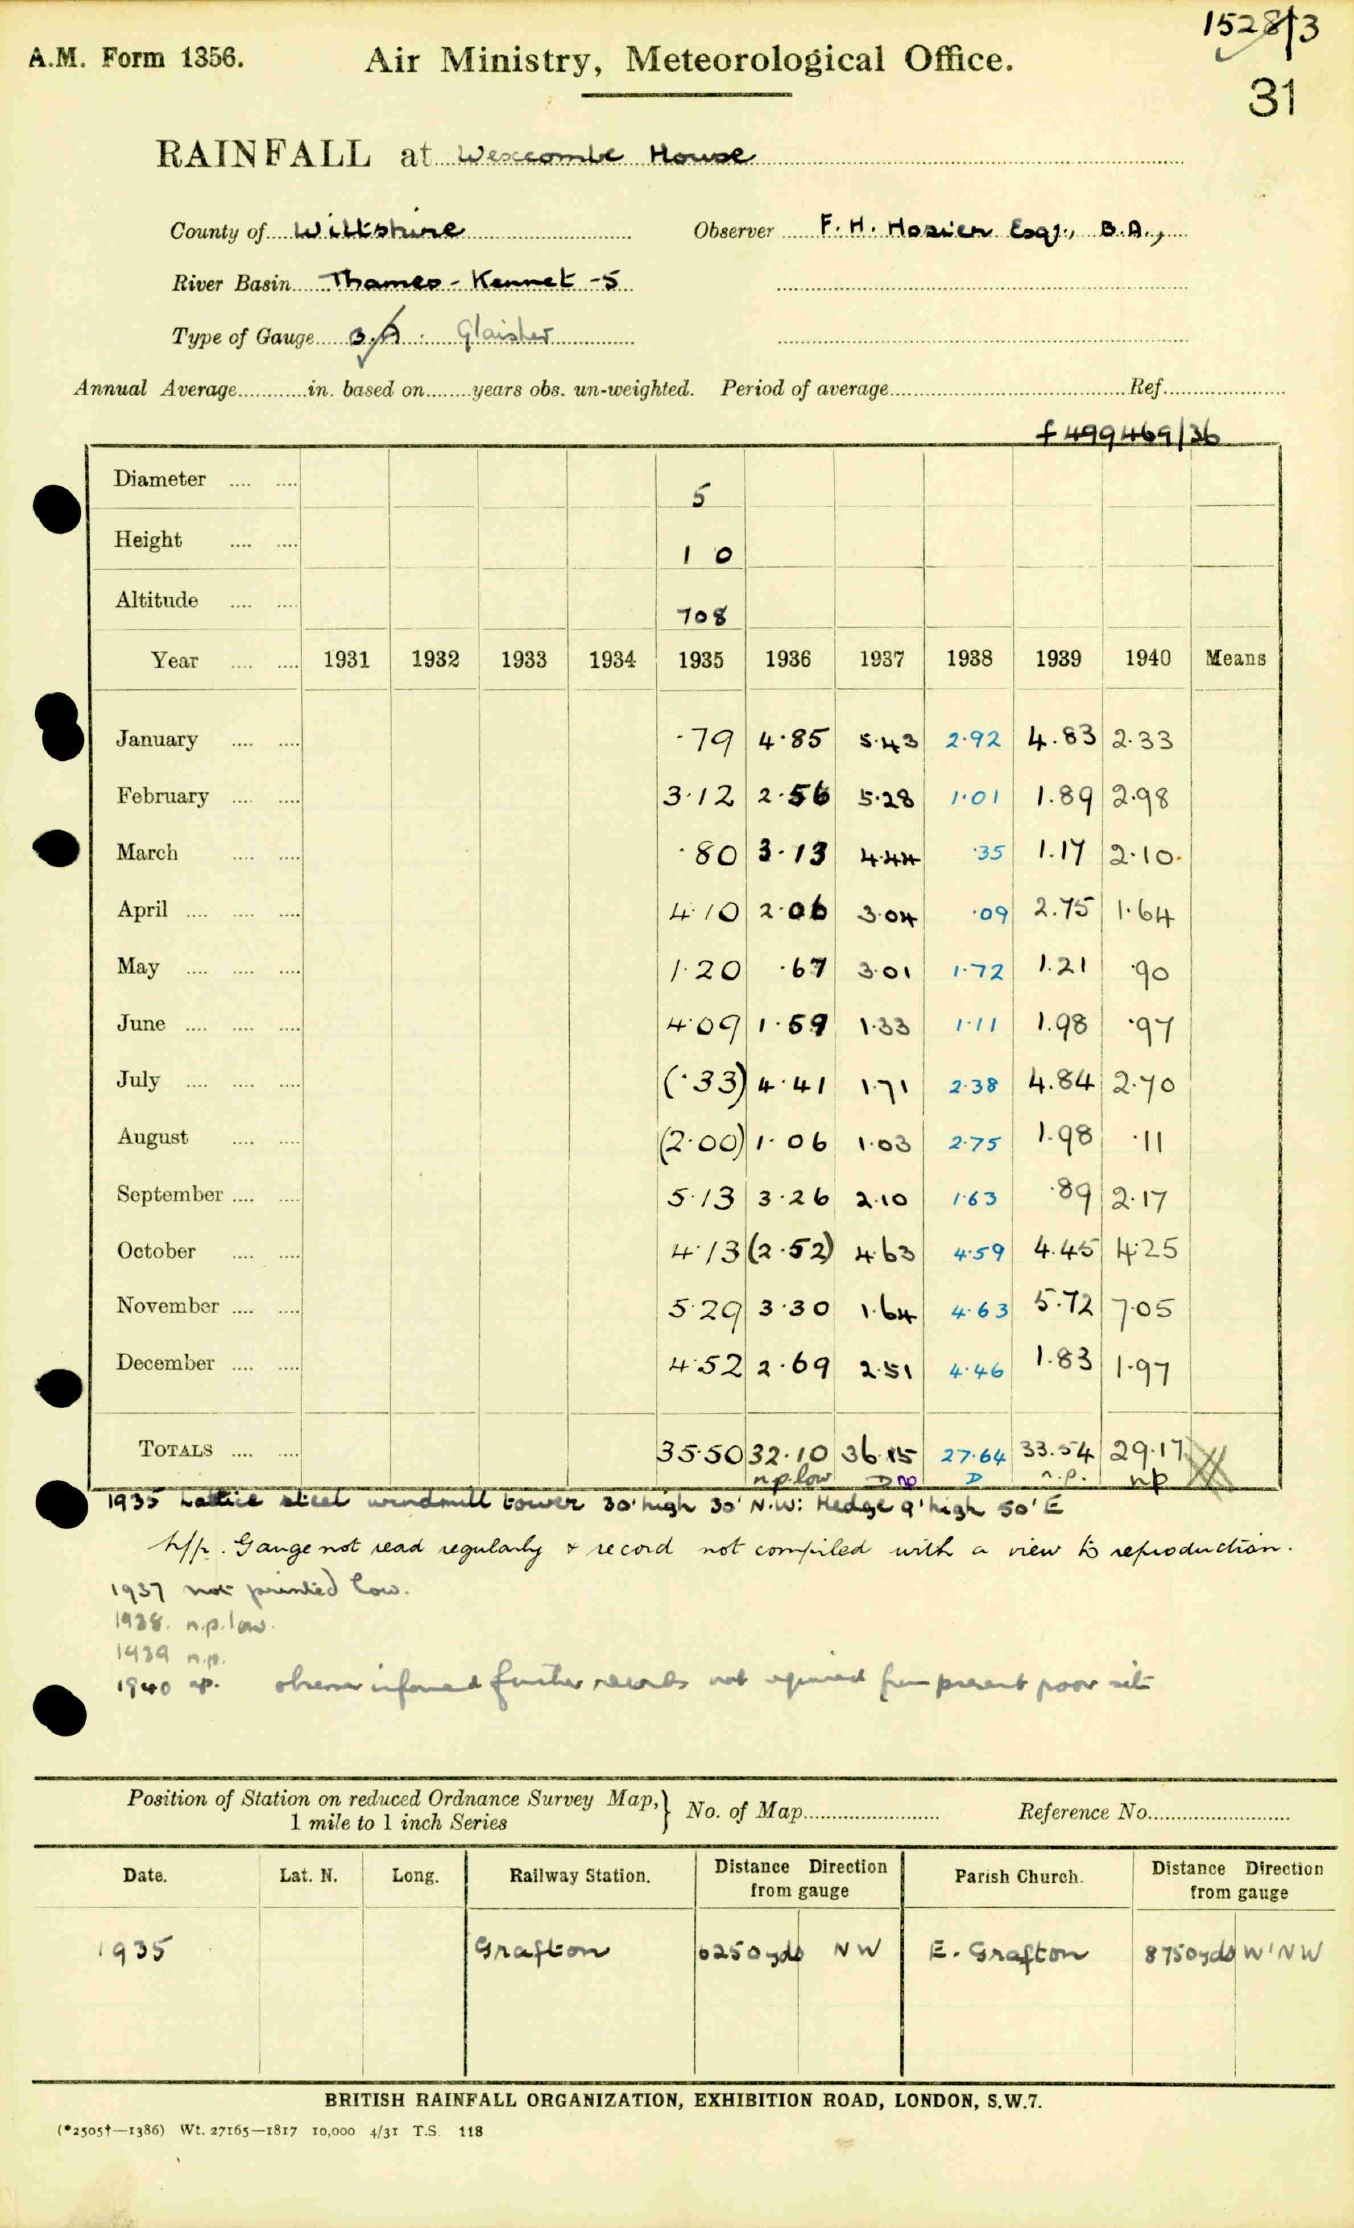 1528/3
A.M. Form 1356. Air Ministry, Meteorological Office.
31
RAINFALL at Wexcombe House
County of Wiltshire Observer F. H. Hosier Esq., B.A.,
River Basin Thames - Kennet - 5
Type of Gauge B.A. Glaisher
Annual Average in. based on years obs. un-weighted. Period of average Ref.
f 499469/36
Diameter 5
Height 1 0
Altitude 708
Year 1931 1932 1933 1934 1935 1936 1937 1938 1939 1940 Means
January ·79 4·85 5·43 2·92 4.83 2·33
February 3·12 2·56 5·28 1·01 1.89 2·98
March ·80 3·13 4·44 ·35 1.17 2·10
April 4·10 2·06 3·04 ·09 2.75 1·64
May 1·20 ·67 3·01 1·72 1.21 ·90
June 4·09 1·59 1·33 1·11 1.98 ·97
July (·33) 4·41 1·71 2·38 4.84 2·70
August (2·00) 1·06 1·03 2·75 1.98 ·11
September 5·13 3·26 2·10 1·63 ·89 2·17
October 4·13 (2·52) 4·63 4·59 4.45 4·25
November 5·29 3·30 1·64 4·63 5.72 7·05
December 4·52 2·69 2·51 4·46 1·83 1·97
TOTALS 35·50 32·10 36·15 27·64 33·54 29·17
n.p. low D np D n.p. np
1935 Lattice steel windmill tower 30' high 30' N.W: Hedge 9' high 50' E
n/p. Gauge not read regularly & record not compiled with a view to reproduction.
1937 not printed low.
1938. n.p. low.
1939 n.p.
1940 np. observer informed further records not required from present poor site
Position of Station on reduced Ordnance Survey Map, } No. of Map Reference No.
1 mile to 1 inch Series
Date. Lat. N. Long. Railway Station. Distance Direction from gauge Parish Church. Distance Direction from gauge
1935 Grafton 6250yds NW E. Grafton 8750yds W'NW
BRITISH RAINFALL ORGANIZATION, EXHIBITION ROAD, LONDON, S.W.7.
(*2505†—1386) Wt. 27165—1817 10,000 4/31 T.S. 118